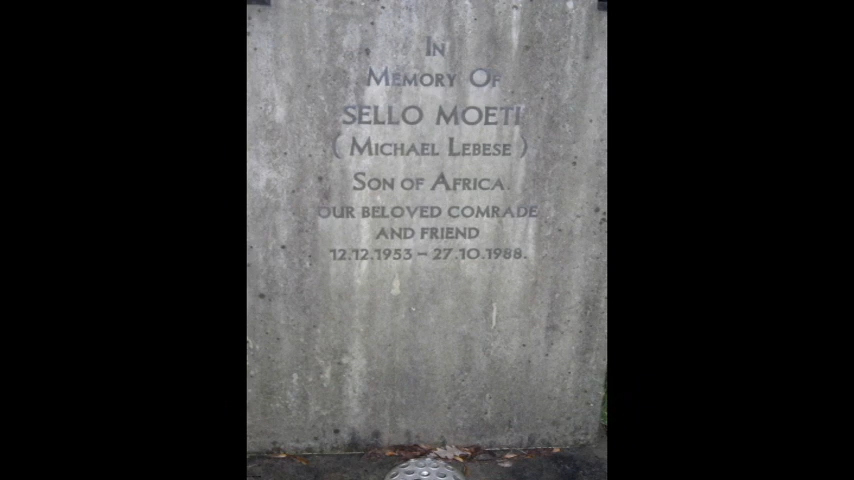 IN
MEMORY OF
SELLO MOETI
( MICHAEL LEBESE )
SON OF AFRICA.
OUR BELOVED COMRADE
AND FRIEND
12.12.1953 – 27.10.1988.